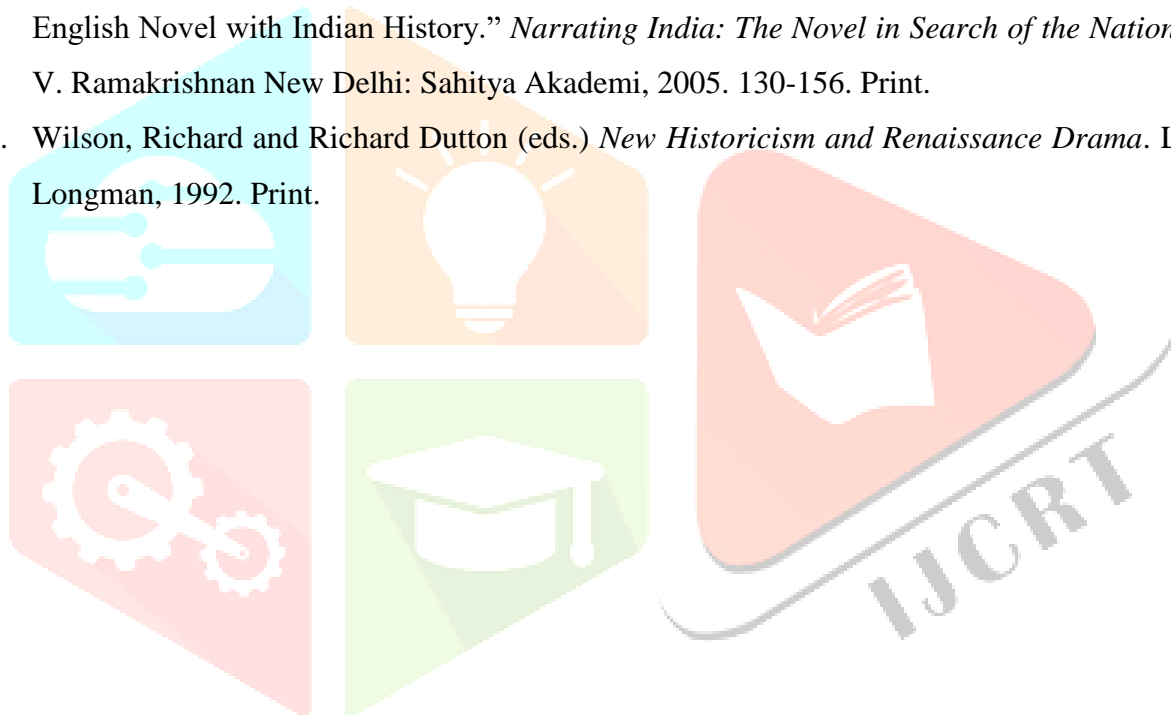 English Novel with Indian History.” Narrating India: The Novel in Search of the Nation
V. Ramakrishnan New Delhi: Sahitya Akademi, 2005. 130-156. Print.
. Wilson, Richard and Richard Dutton (eds.) New Historicism and Renaissance Drama. L
Longman, 1992. Print.
IJCRT